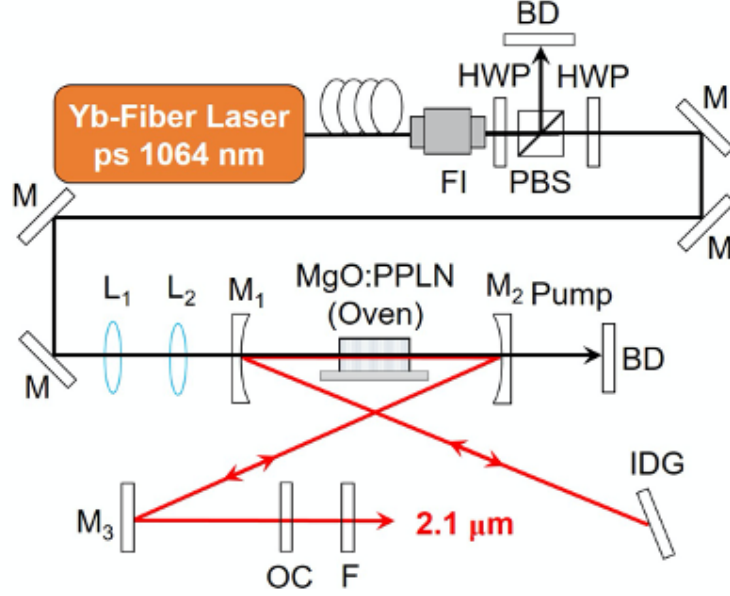 BD
HWP HWP
Yb-Fiber Laser
ps 1064 nm
M
FI PBS
M
M
MgO:PPLN
(Oven)
L₁ L₂ M₁ M₂ Pump
M
BD
IDG
M₃
2.1 µm
OC F